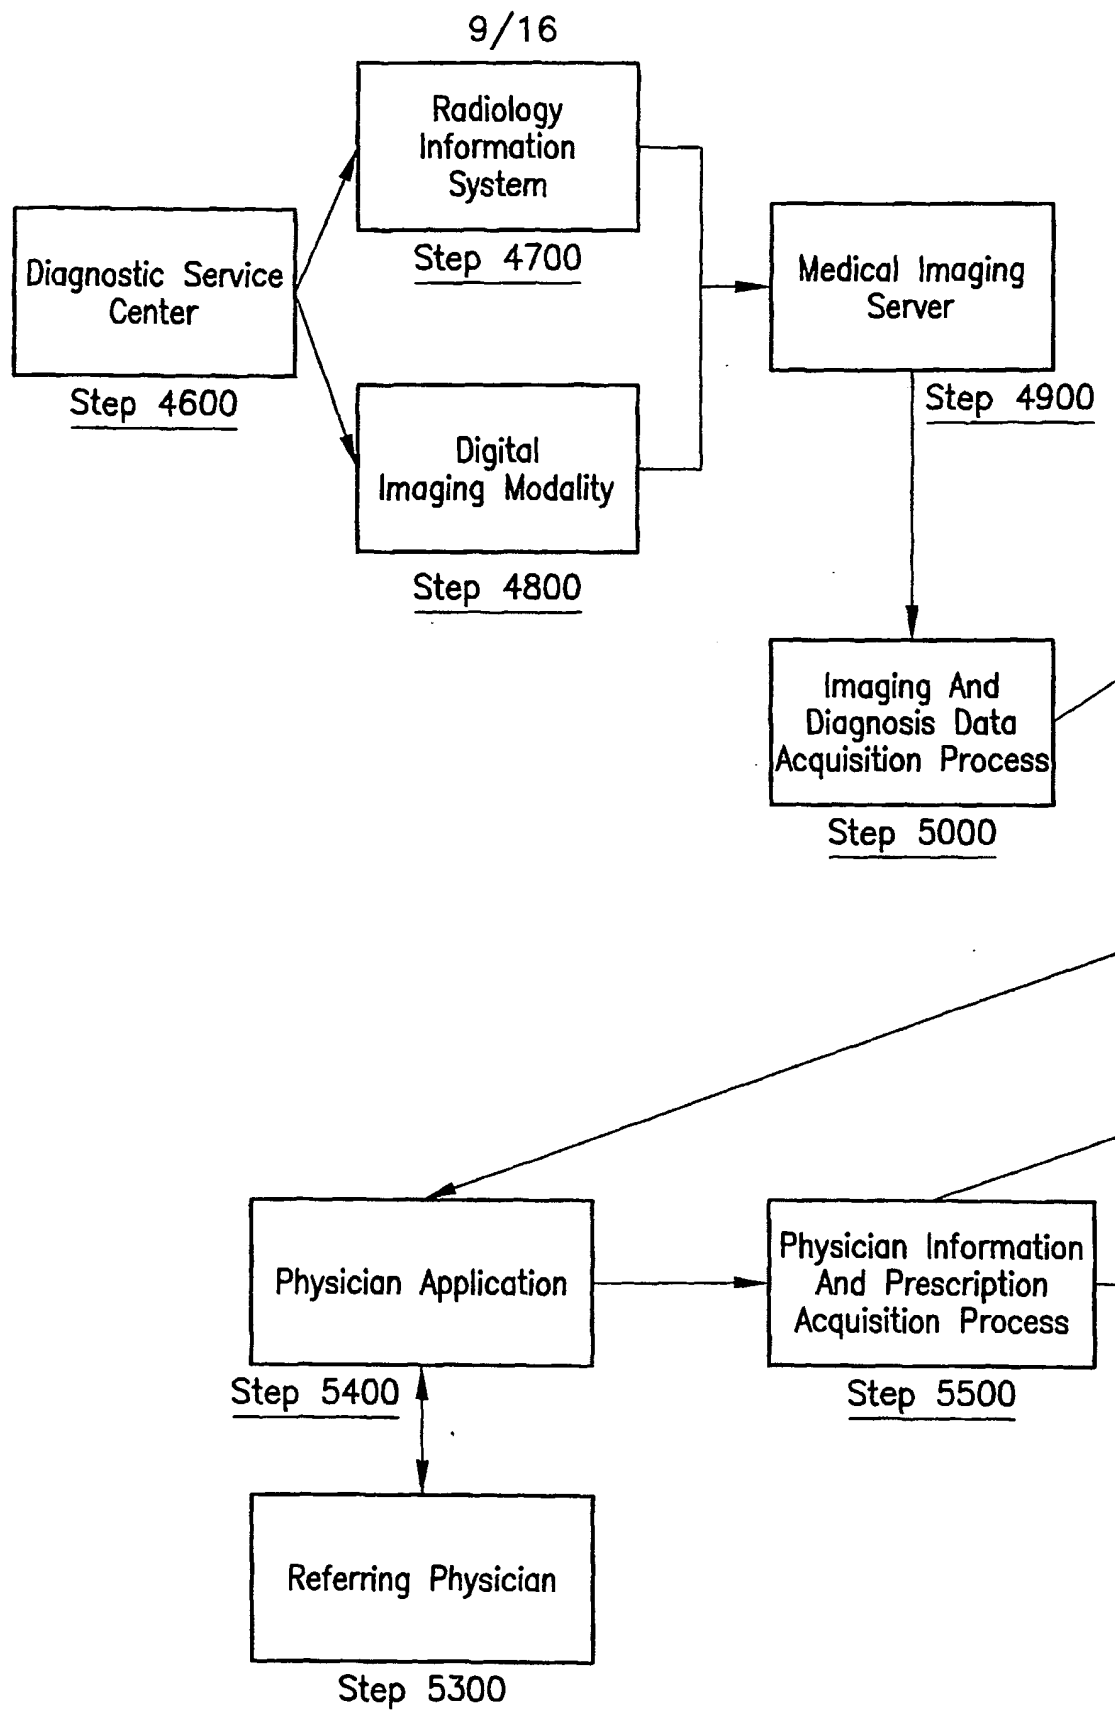 9/16
Radiology
Information
System
Step 4700
Diagnostic Service
Center
Step 4600
Medical Imaging
Server
Step 4900
Digital
Imaging Modality
Step 4800
Imaging And
Diagnosis Data
Acquisition Process
Step 5000
Physician Application
Step 5400
Physician Information
And Prescription
Acquisition Process
Step 5500
Referring Physician
Step 5300